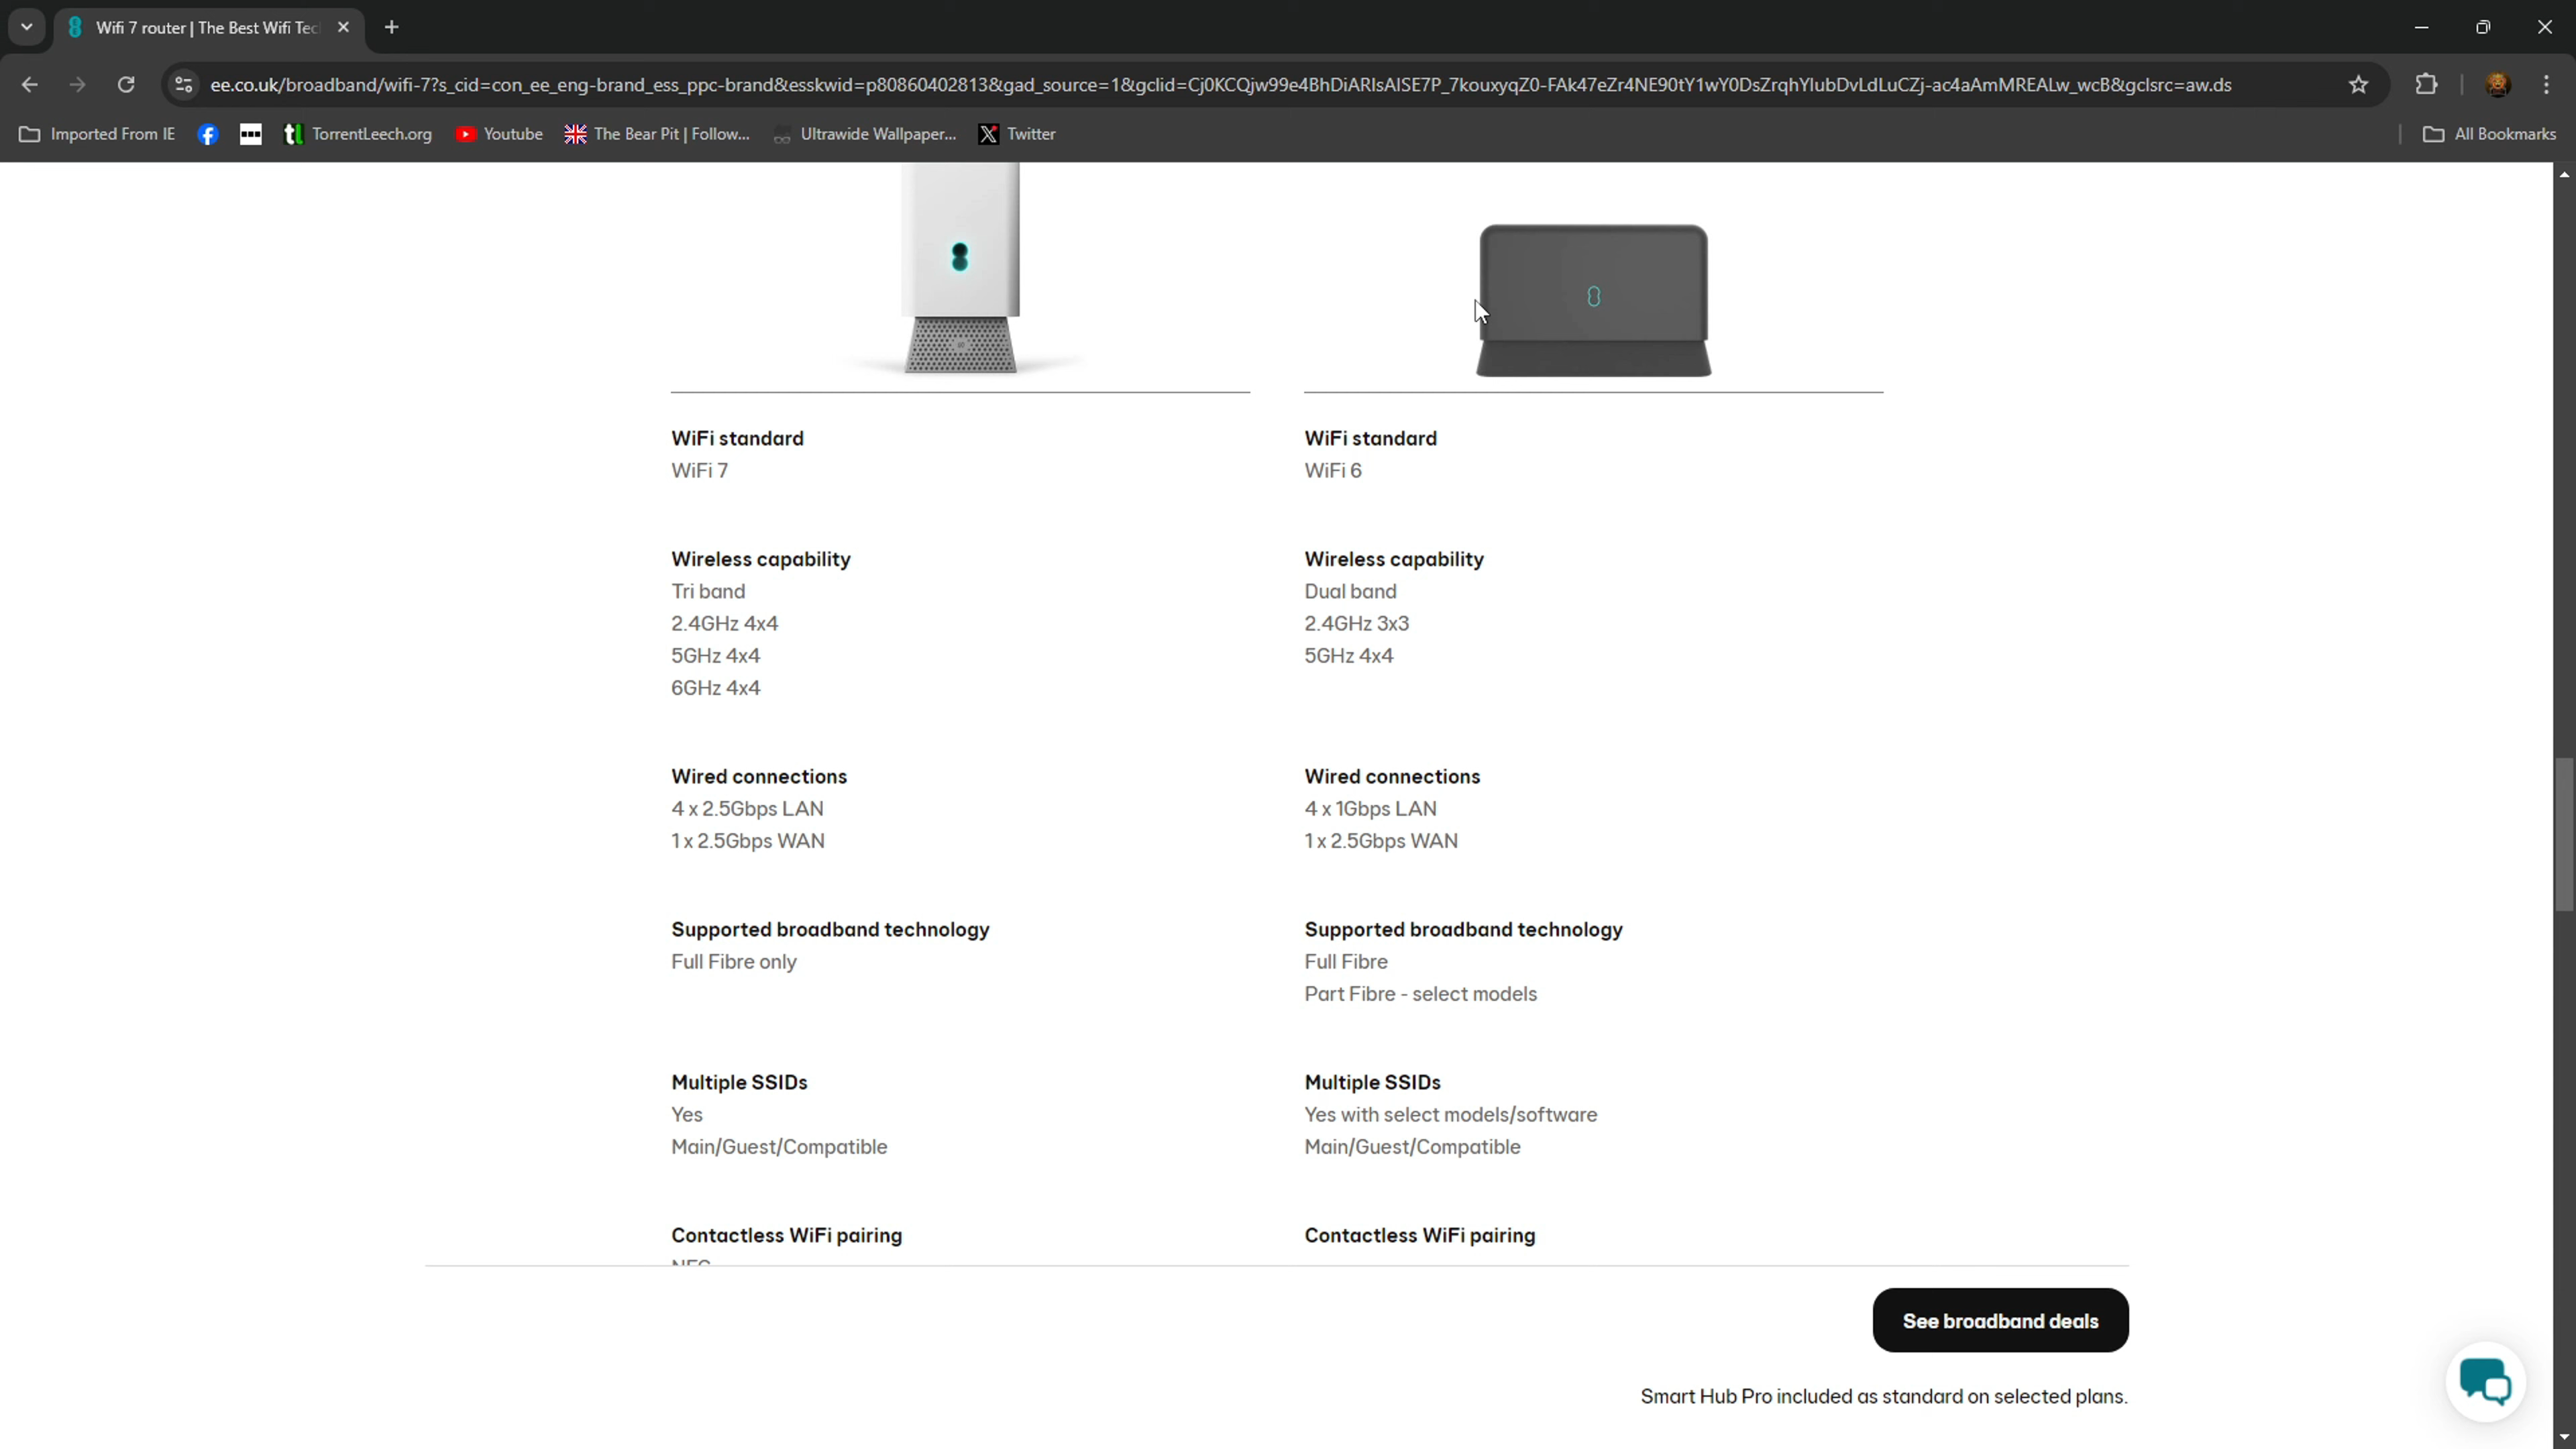 Wifi 7 router | The Best Wifi Tec
ee.co.uk/broadband/wifi-7?s_cid=con_ee_eng-brand_ess_ppc-brand&esskwid=p80860402813&gad_source=1&gclid=Cj0KCQjw99e4BhDiARIsAISE7P_7kouxyqZ0-FAk47eZr4NE90tY1wY0DsZrqhYIubDvLdLuCZj-ac4aAmMREALw_wcB&gclsrc=aw.ds
Imported From IE
TorrentLeech.org
Youtube
The Bear Pit | Follow...
Ultrawide Wallpaper...
Twitter
All Bookmarks
WiFi standard
WiFi 7
Wireless capability
Tri band
2.4GHz 4x4
5GHz 4x4
6GHz 4x4
Wired connections
4 x 2.5Gbps LAN
1 x 2.5Gbps WAN
Supported broadband technology
Full Fibre only
Multiple SSIDs
Yes
Main/Guest/Compatible
Contactless WiFi pairing
NFC
WiFi standard
WiFi 6
Wireless capability
Dual band
2.4GHz 3x3
5GHz 4x4
Wired connections
4 x 1Gbps LAN
1 x 2.5Gbps WAN
Supported broadband technology
Full Fibre
Part Fibre - select models
Multiple SSIDs
Yes with select models/software
Main/Guest/Compatible
Contactless WiFi pairing
See broadband deals
Smart Hub Pro included as standard on selected plans.